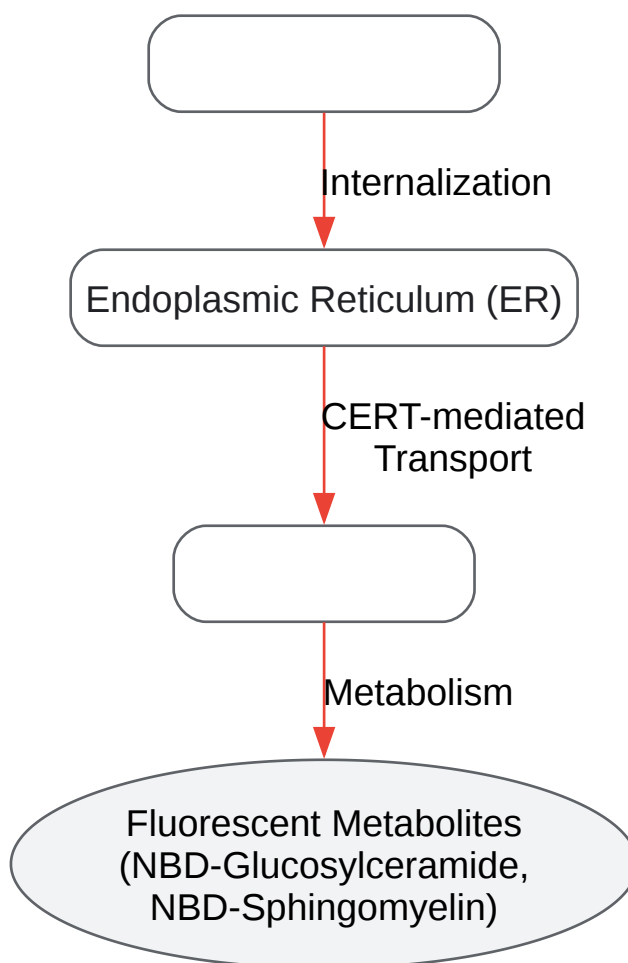 Internalization
Endoplasmic Reticulum (ER)
CERT-mediated
Transport
Metabolism
Fluorescent Metabolites
(NBD-Glucosylceramide,
NBD-Sphingomyelin)